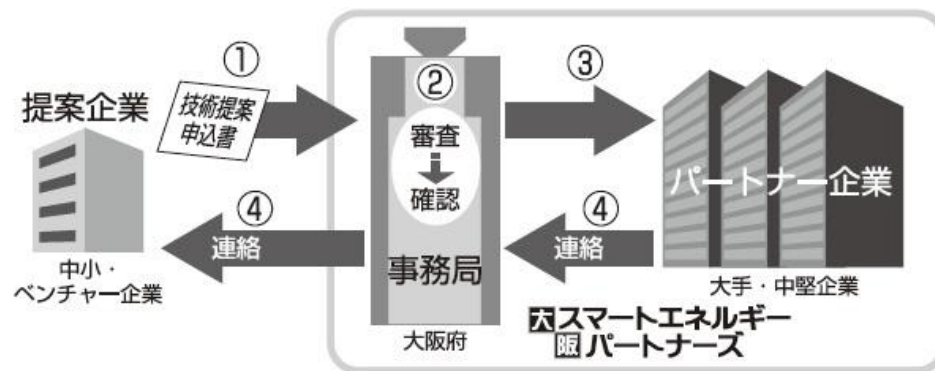 提案企業
①
技術提案
申込書
中小・
ベンチャー企業
④
連絡
②
審査
確認
事務局
大阪府
③
パートナー企業
④
連絡
大手・中堅企業
大スマートエネルギー
阪パートナーズ